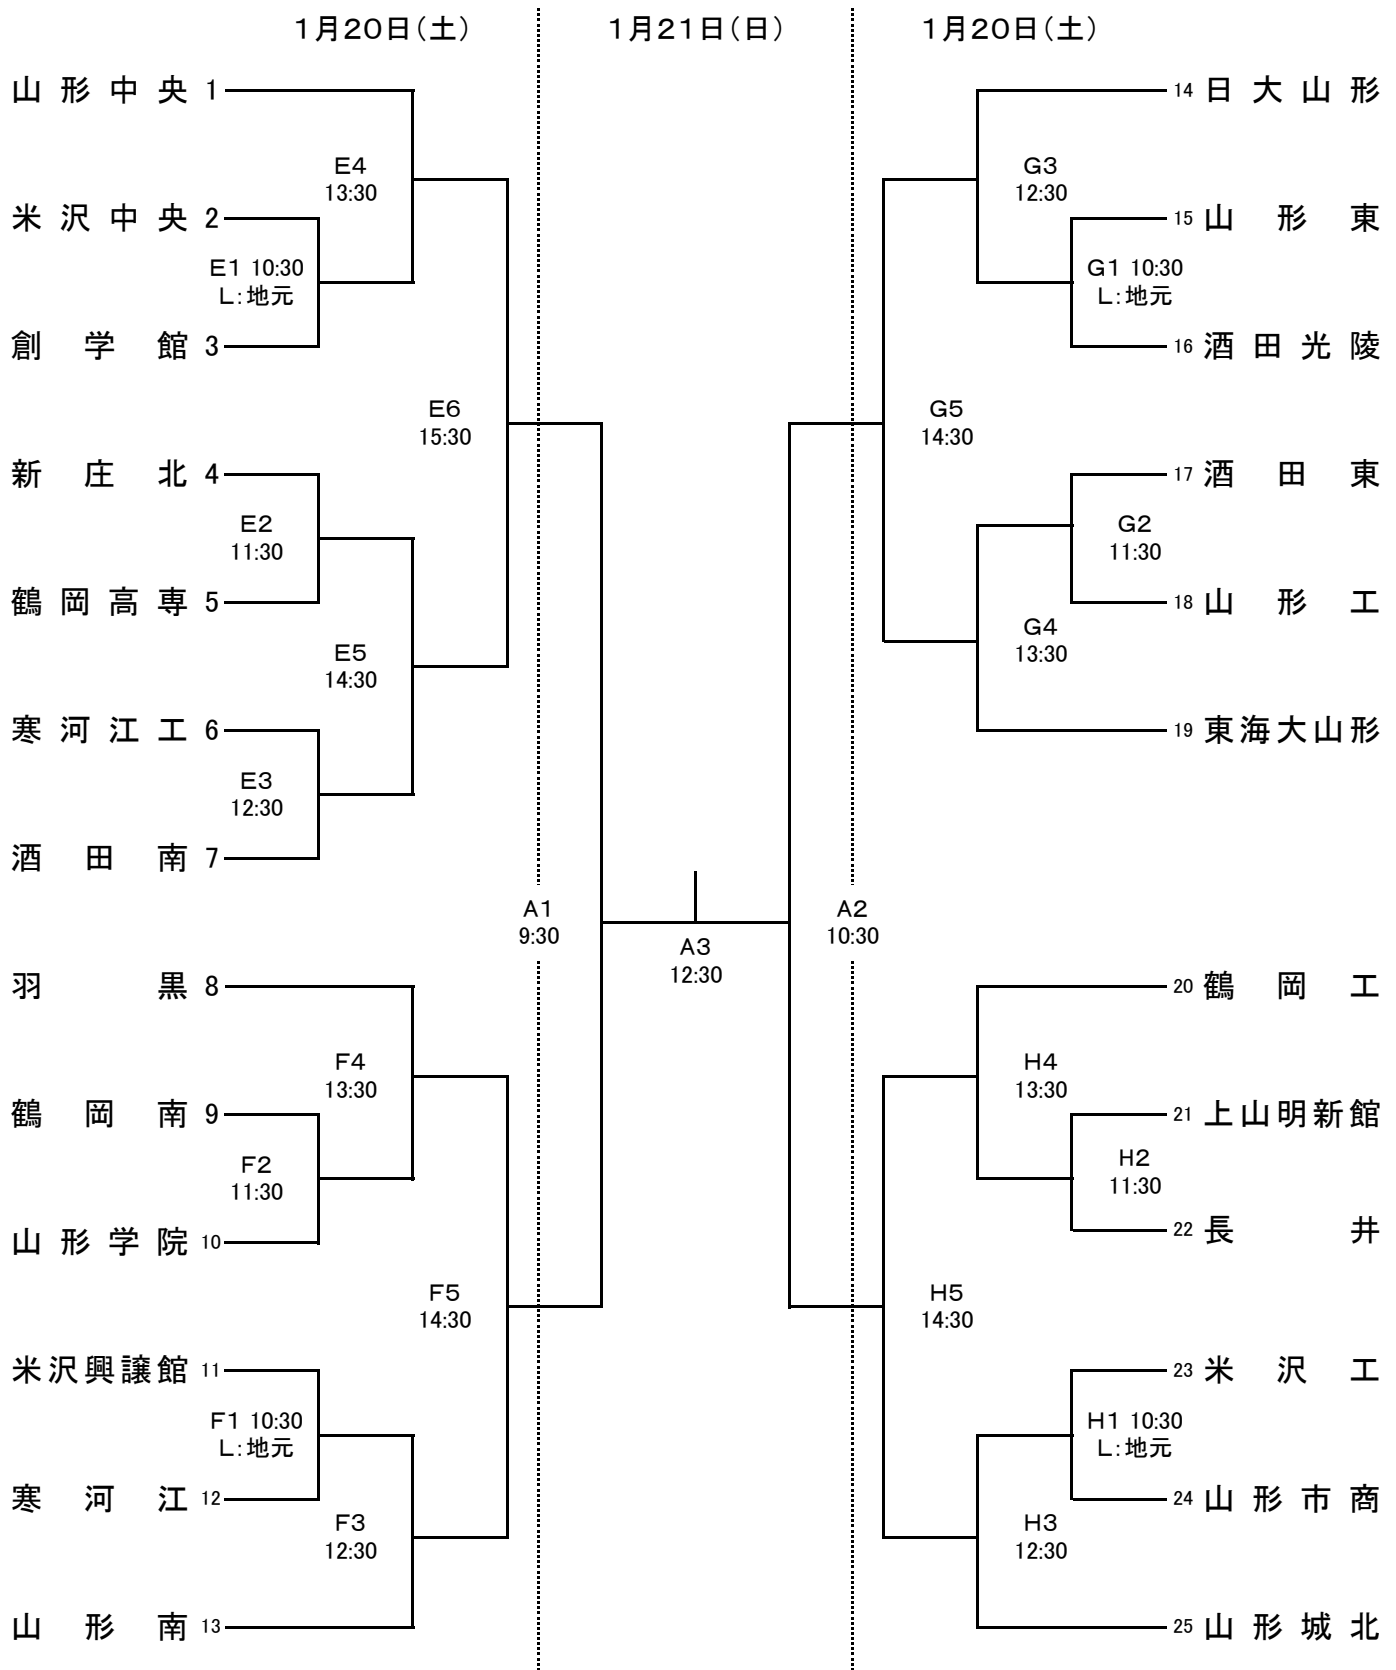 1月20日(土)
1月21日(日)
1月20日(土)
山形中央 1
E4
13:30
米沢中央 2
E1 10:30
L:地元
創学館 3
E6
15:30
新庄北 4
E2
11:30
鶴岡高専 5
E5
14:30
寒河江工 6
E3
12:30
酒田南 7
A1
9:30
羽黒 8
F4
13:30
鶴岡南 9
F2
11:30
山形学院 10
F5
14:30
米沢興譲館 11
F1 10:30
L:地元
寒河江 12
F3
12:30
山形南 13
A3
12:30
14 日大山形
G3
12:30
15 山形東
G1 10:30
L:地元
16 酒田光陵
G5
14:30
17 酒田東
G2
11:30
18 山形工
G4
13:30
19 東海大山形
A2
10:30
20 鶴岡工
H4
13:30
21 上山明新館
H2
11:30
22 長井
H5
14:30
23 米沢工
H1 10:30
L:地元
24 山形市商
H3
12:30
25 山形城北